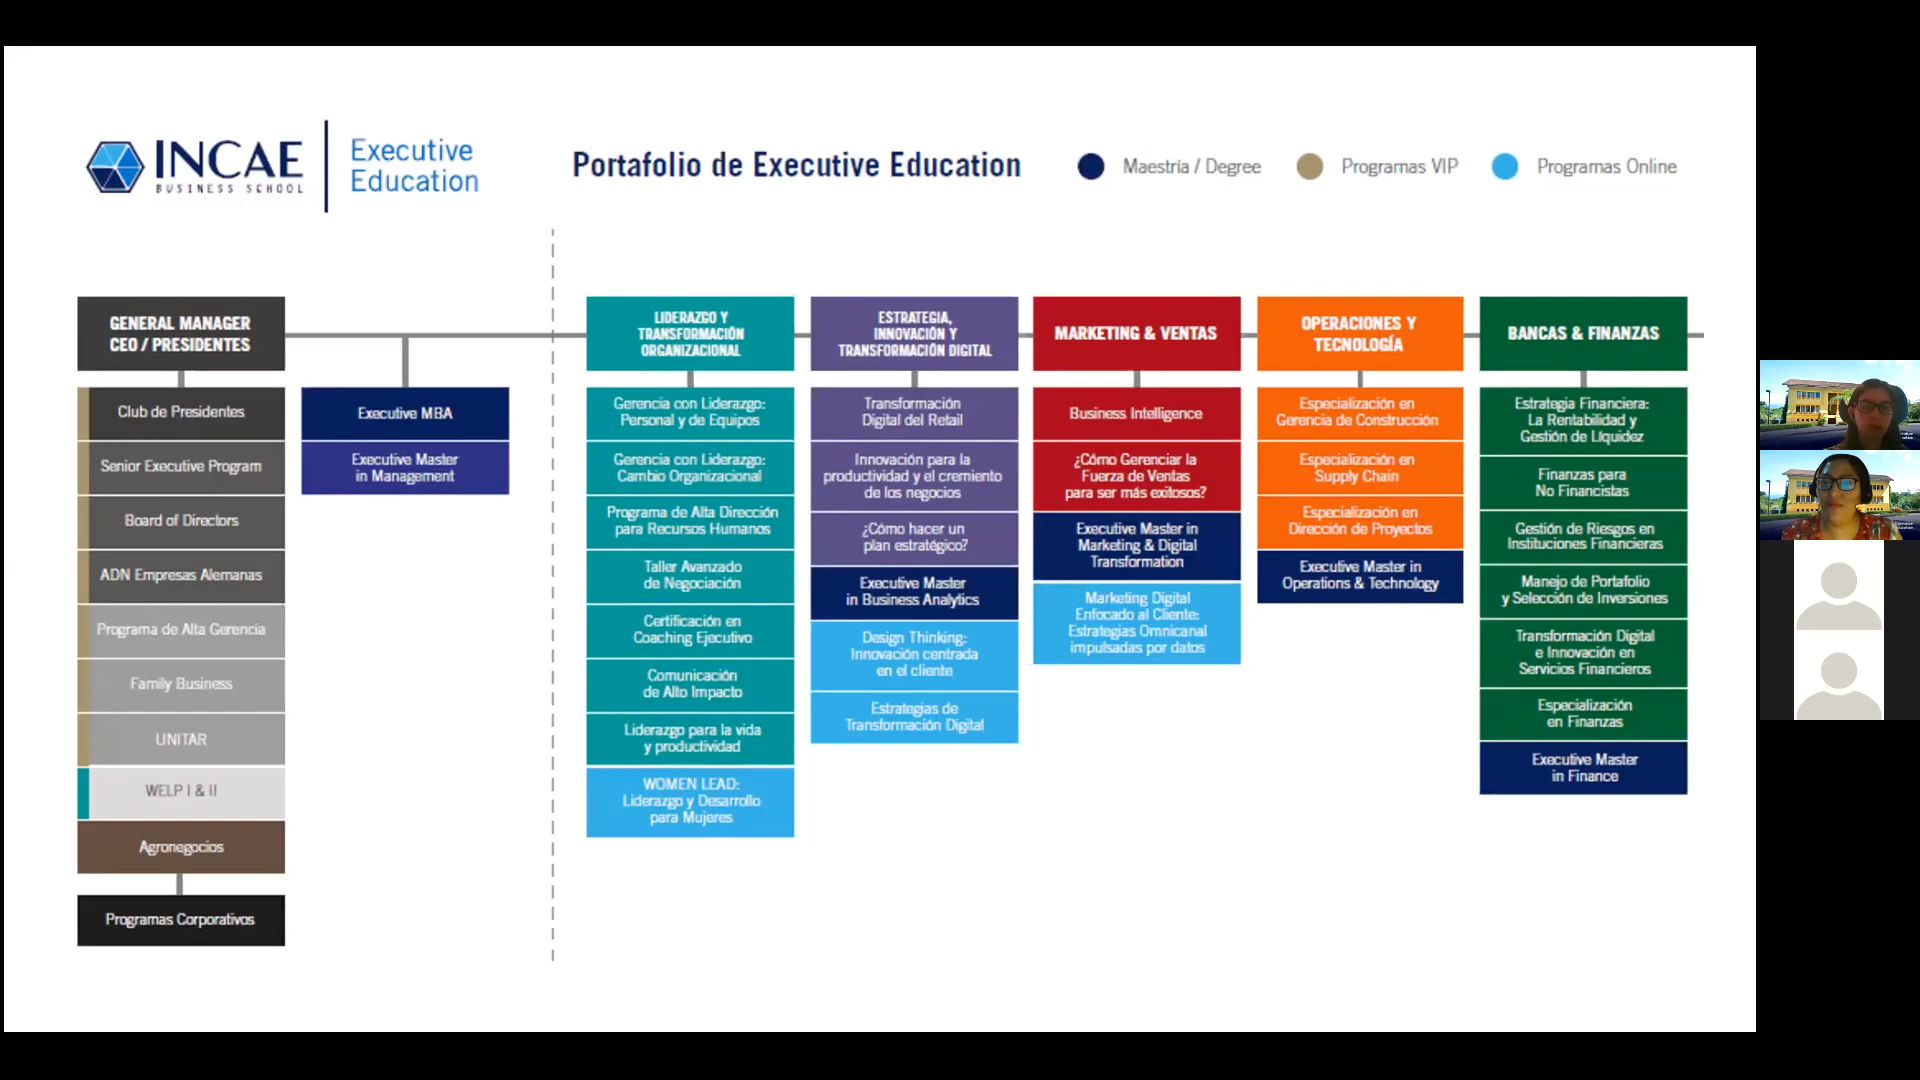 INCAE
BUSINESS SCHOOL
Executive
Education
Portafolio de Executive Education
Maestría / Degree
Programas VIP
Programas Online
GENERAL MANAGER
CEO / PRESIDENTES
Club de Presidentes
Senior Executive Program
Board of Directors
ADN Empresas Alemanas
Programa de Alta Gerencia
Family Business
UNITAR
WELP I & II
Agronegocios
Programas Corporativos
Executive MBA
Executive Master
in Management
LIDERAZGO Y
TRANSFORMACIÓN
ORGANIZACIONAL
Gerencia con Liderazgo:
Personal y de Equipos
Gerencia con Liderazgo:
Cambio Organizacional
Programa de Alta Dirección
para Recursos Humanos
Taller Avanzado
de Negociación
Certificación en
Coaching Ejecutivo
Comunicación
de Alto Impacto
Liderazgo para la vida
y productividad
WOMEN LEAD:
Liderazgo y Desarrollo
para Mujeres
ESTRATEGIA,
INNOVACIÓN Y
TRANSFORMACIÓN DIGITAL
Transformación
Digital del Retail
Innovación para la
productividad y el cremiento
de los negocios
¿Cómo hacer un
plan estratégico?
Executive Master
in Business Analytics
Design Thinking:
Innovación centrada
en el cliente
Estrategias de
Transformación Digital
MARKETING & VENTAS
Business Intelligence
¿Cómo Gerenciar la
Fuerza de Ventas
para ser más exitosos?
Executive Master in
Marketing & Digital
Transformation
Marketing Digital
Enfocado al Cliente:
Estrategias Omnicanal
impulsadas por datos
OPERACIONES Y
TECNOLOGÍA
Especialización en
Gerencia de Construcción
Especialización en
Supply Chain
Especialización en
Dirección de Proyectos
Executive Master in
Operations & Technology
BANCAS & FINANZAS
Estrategia Financiera:
La Rentabilidad y
Gestión de Líquidez
Finanzas para
No Financistas
Gestión de Riesgos en
Instituciones Financieras
Manejo de Portafolio
y Selección de Inversiones
Transformación Digital
e Innovación en
Servicios Financieros
Especialización
en Finanzas
Executive Master
in Finance